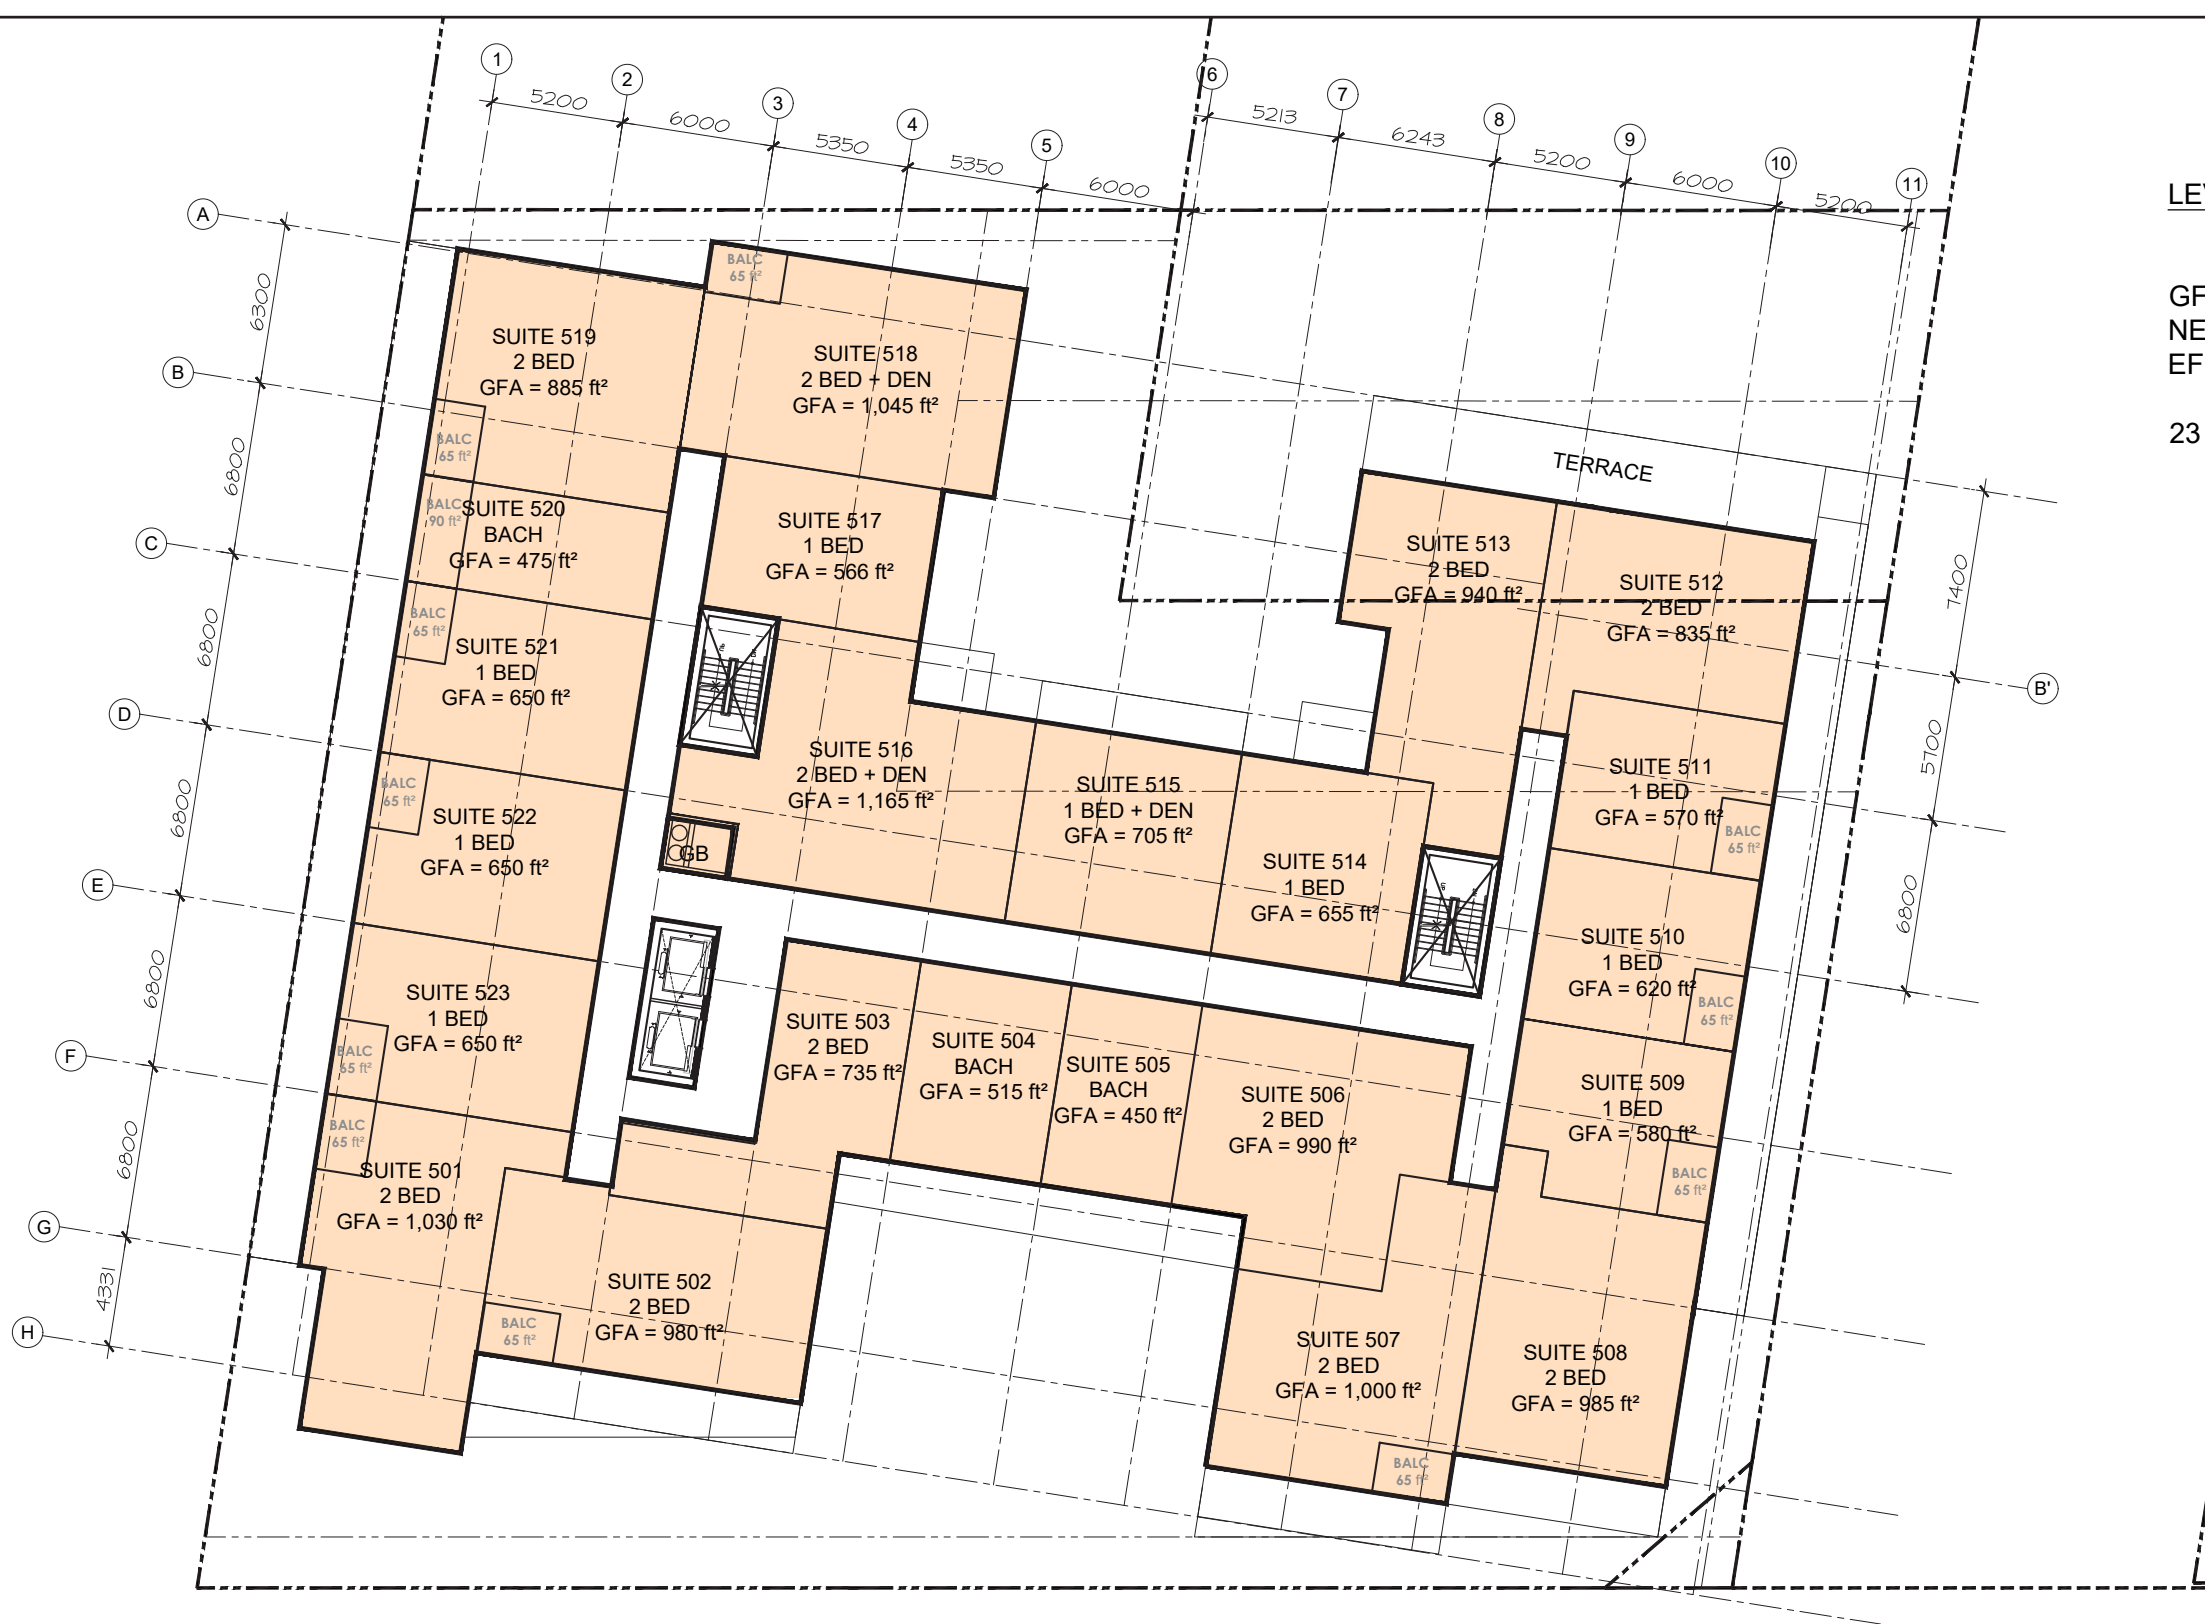 1
2
3
4
5
6
7
8
9
10
11
5200
6000
5350
5350
6000
5213
6243
5200
6000
5200
A
B
C
D
E
F
G
H
B'
6300
6800
6800
6800
6800
6800
4331
7400
5700
6800
LE
GF
NE
EF
23
TERRACE
BALC
65 ft²
SUITE 519
2 BED
GFA = 885 ft²
BALC
65 ft²
SUITE 518
2 BED + DEN
GFA = 1,045 ft²
BALC
90 ft²
SUITE 520
BACH
GFA = 475 ft²
SUITE 517
1 BED
GFA = 566 ft²
SUITE 513
2 BED
GFA = 940 ft²
SUITE 512
2 BED
GFA = 835 ft²
BALC
65 ft²
SUITE 521
1 BED
GFA = 650 ft²
SUITE 516
2 BED + DEN
GFA = 1,165 ft²
SUITE 515
1 BED + DEN
GFA = 705 ft²
SUITE 511
1 BED
GFA = 570 ft²
BALC
65 ft²
BALC
65 ft²
SUITE 522
1 BED
GFA = 650 ft²
GB
SUITE 514
1 BED
GFA = 655 ft²
SUITE 510
1 BED
GFA = 620 ft²
BALC
65 ft²
SUITE 523
1 BED
GFA = 650 ft²
BALC
65 ft²
SUITE 503
2 BED
GFA = 735 ft²
SUITE 504
BACH
GFA = 515 ft²
SUITE 505
BACH
GFA = 450 ft²
SUITE 506
2 BED
GFA = 990 ft²
SUITE 509
1 BED
GFA = 580 ft²
BALC
65 ft²
BALC
65 ft²
SUITE 501
2 BED
GFA = 1,030 ft²
SUITE 502
2 BED
GFA = 980 ft²
BALC
65 ft²
SUITE 507
2 BED
GFA = 1,000 ft²
BALC
65 ft²
SUITE 508
2 BED
GFA = 985 ft²